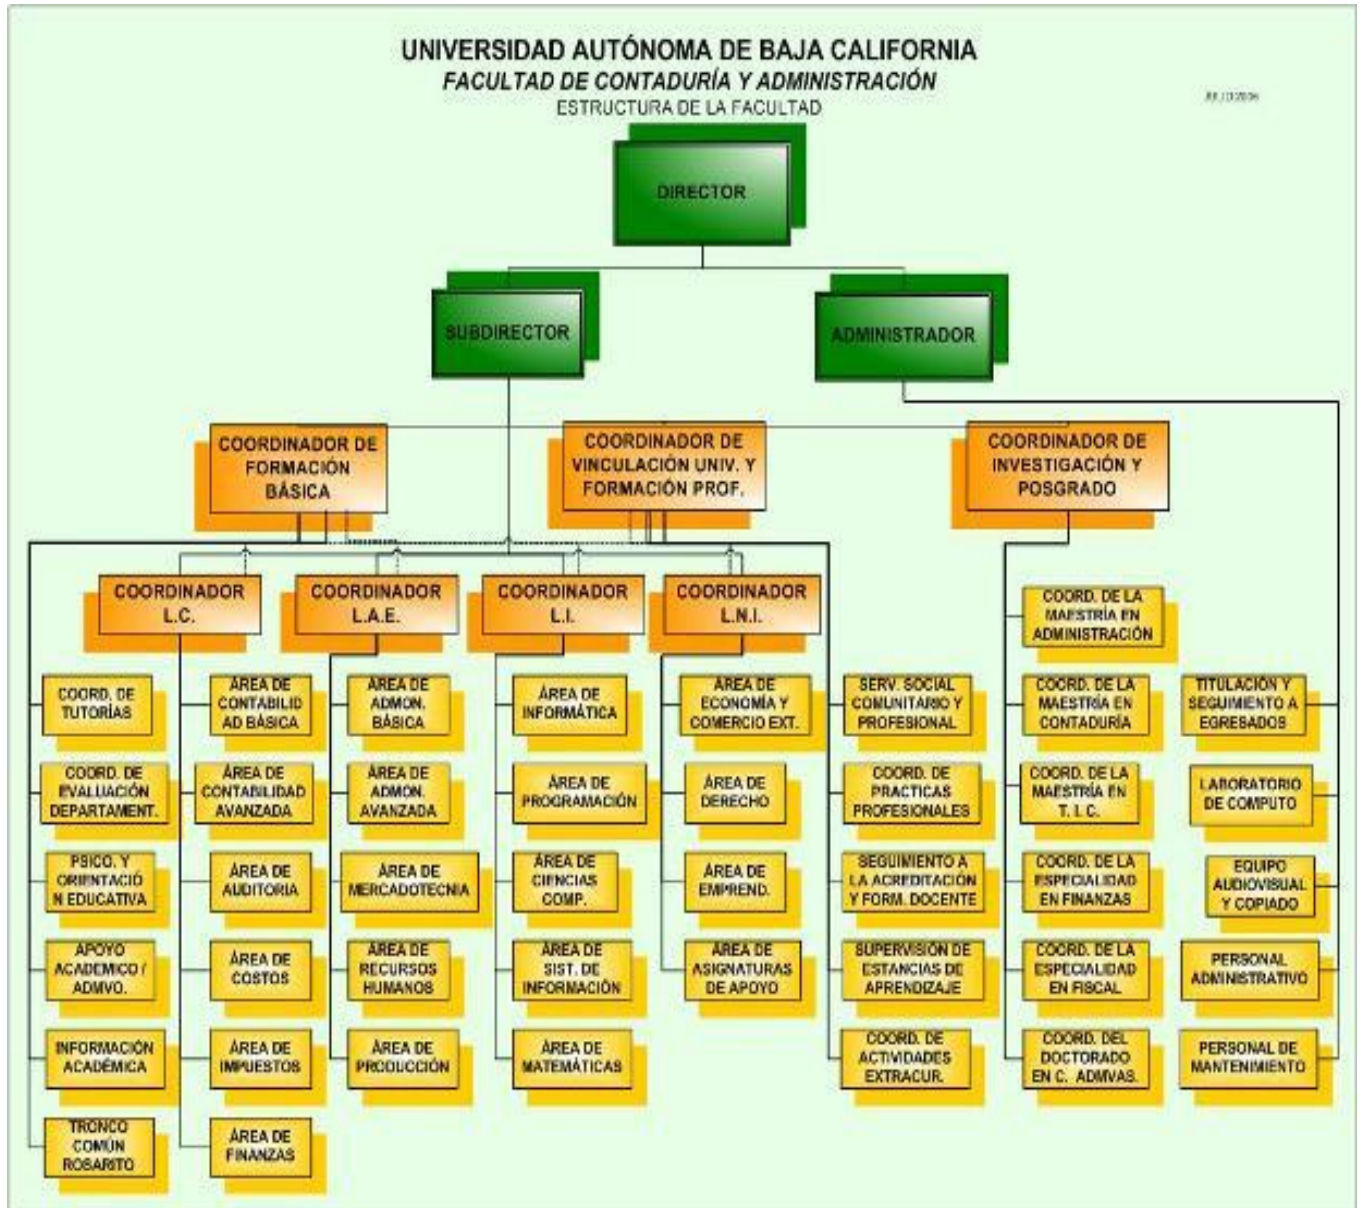 UNIVERSIDAD AUTÓNOMA DE BAJA CALIFORNIA
FACULTAD DE CONTADURÍA Y ADMINISTRACIÓN
ESTRUCTURA DE LA FACULTAD
JULIO 2006
DIRECTOR
SUBDIRECTOR
ADMINISTRADOR
COORDINADOR DE
FORMACIÓN
BÁSICA
COORDINADOR DE
VINCULACIÓN UNIV. Y
FORMACIÓN PROF.
COORDINADOR DE
INVESTIGACIÓN Y
POSGRADO
COORDINADOR
L.C.
COORDINADOR
L.A.E.
COORDINADOR
L.I.
COORDINADOR
L.N.I.
COORD. DE
TUTORÍAS
COORD. DE
EVALUACIÓN
DEPARTAMENT.
PSICO. Y
ORIENTACIÓ
N EDUCATIVA
APOYO
ACADEMICO /
ADMVO.
INFORMACIÓN
ACADÉMICA
TRONCO
COMÚN
ROSARITO
ÁREA DE
CONTABILID
AD BÁSICA
ÁREA DE
CONTABILIDAD
AVANZADA
ÁREA DE
AUDITORIA
ÁREA DE
COSTOS
ÁREA DE
IMPUESTOS
ÁREA DE
FINANZAS
ÁREA DE
ADMON.
BÁSICA
ÁREA DE
ADMON.
AVANZADA
ÁREA DE
MERCADOTECNIA
ÁREA DE
RECURSOS
HUMANOS
ÁREA DE
PRODUCCIÓN
ÁREA DE
INFORMÁTICA
ÁREA DE
PROGRAMACIÓN
ÁREA DE
CIENCIAS
COMP.
ÁREA DE
SIST. DE
INFORMACIÓN
ÁREA DE
MATEMÁTICAS
ÁREA DE
ECONOMÍA Y
COMERCIO EXT.
ÁREA DE
DERECHO
ÁREA DE
EMPREND.
ÁREA DE
ASIGNATURAS
DE APOYO
SERV. SOCIAL
COMUNITARIO Y
PROFESIONAL
COORD. DE
PRACTICAS
PROFESIONALES
SEGUIMIENTO A
LA ACREDITACIÓN
Y FORM. DOCENTE
SUPERVISIÓN DE
ESTANCIAS DE
APRENDIZAJE
COORD. DE
ACTIVIDADES
EXTRACUR.
COORD. DE LA
MAESTRÍA EN
ADMINISTRACIÓN
COORD. DE LA
MAESTRÍA EN
CONTADURÍA
COORD. DE LA
MAESTRÍA EN
T. I. C.
COORD. DE LA
ESPECIALIDAD
EN FINANZAS
COORD. DE LA
ESPECIALIDAD
EN FISCAL
COORD. DEL
DOCTORADO
EN C. ADMVAS.
TITULACIÓN Y
SEGUIMIENTO A
EGRESADOS
LABORATORIO
DE COMPUTO
EQUIPO
AUDIOVISUAL
Y COPIADO
PERSONAL
ADMINISTRATIVO
PERSONAL DE
MANTENIMIENTO